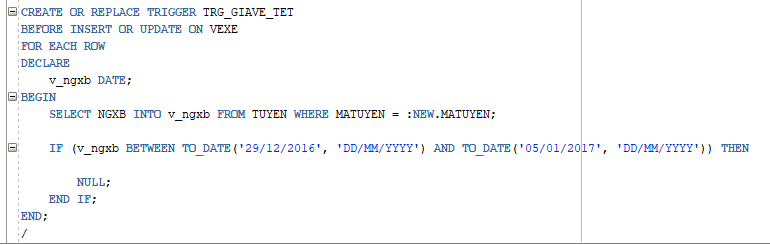 CREATE OR REPLACE TRIGGER TRG_GIAVE_TET
BEFORE INSERT OR UPDATE ON VEXE
FOR EACH ROW
DECLARE
    v_ngxb DATE;
BEGIN
    SELECT NGXB INTO v_ngxb FROM TUYEN WHERE MATUYEN = :NEW.MATUYEN;
    IF (v_ngxb BETWEEN TO_DATE('29/12/2016', 'DD/MM/YYYY') AND TO_DATE('05/01/2017', 'DD/MM/YYYY')) THEN
        NULL;
    END IF;
END;
/